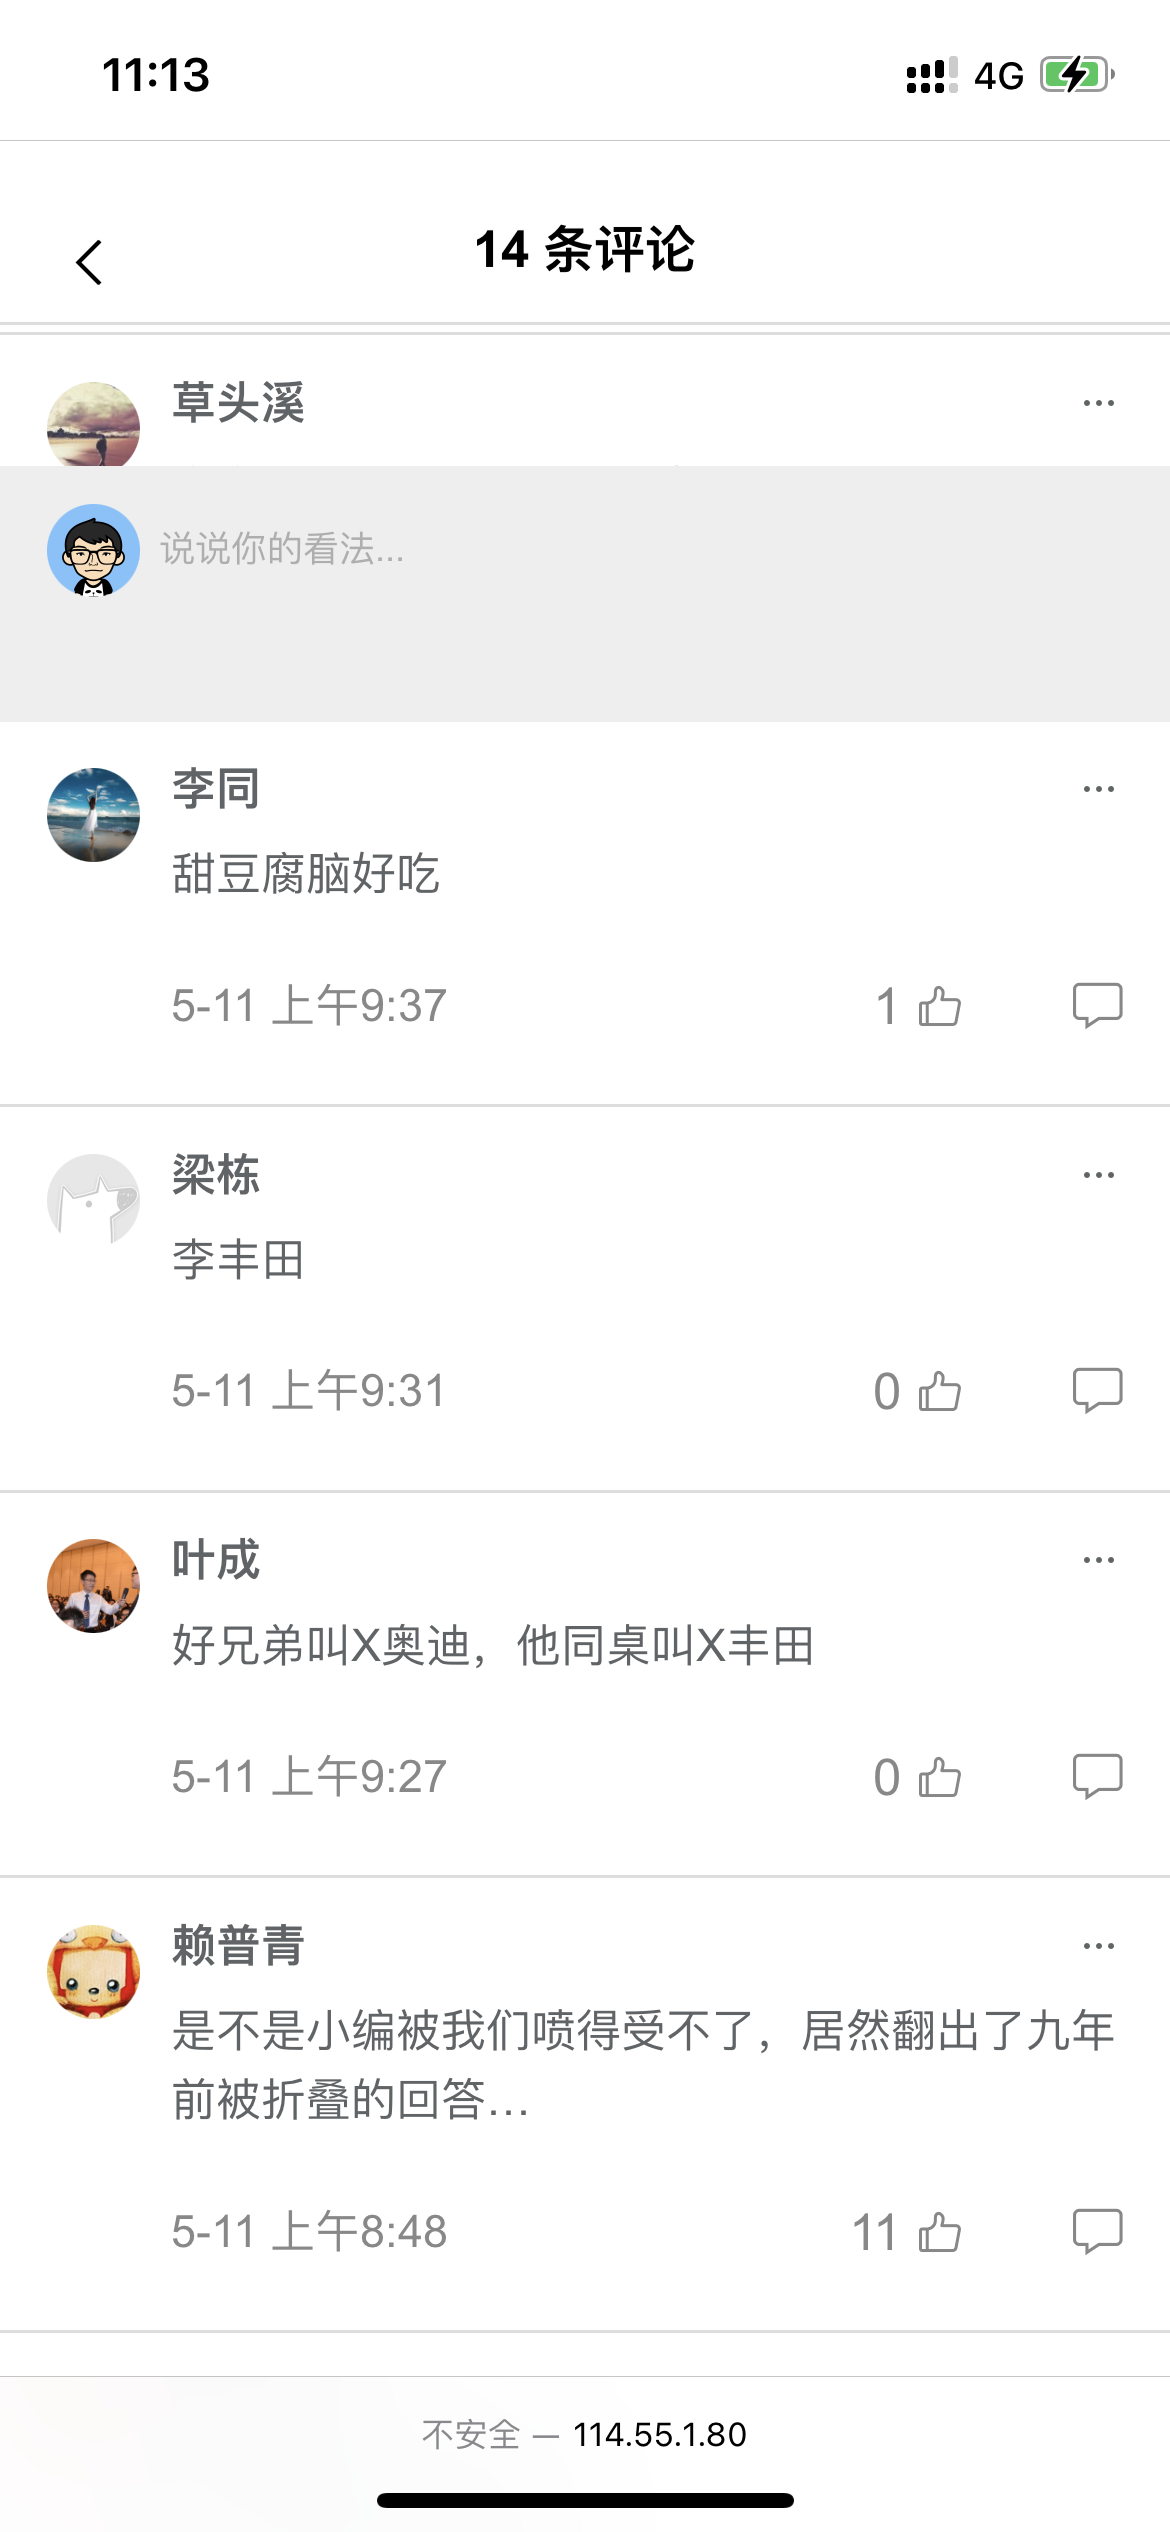 11:13
4G
14 条评论
草头溪
说说你的看法...
李同
甜豆腐脑好吃
5-11 上午9:37
1
梁栋
李丰田
5-11 上午9:31
0
叶成
好兄弟叫X奥迪，他同桌叫X丰田
5-11 上午9:27
0
赖普青
是不是小编被我们喷得受不了，居然翻出了九年
前被折叠的回答…
5-11 上午8:48
11
不安全 — 114.55.1.80